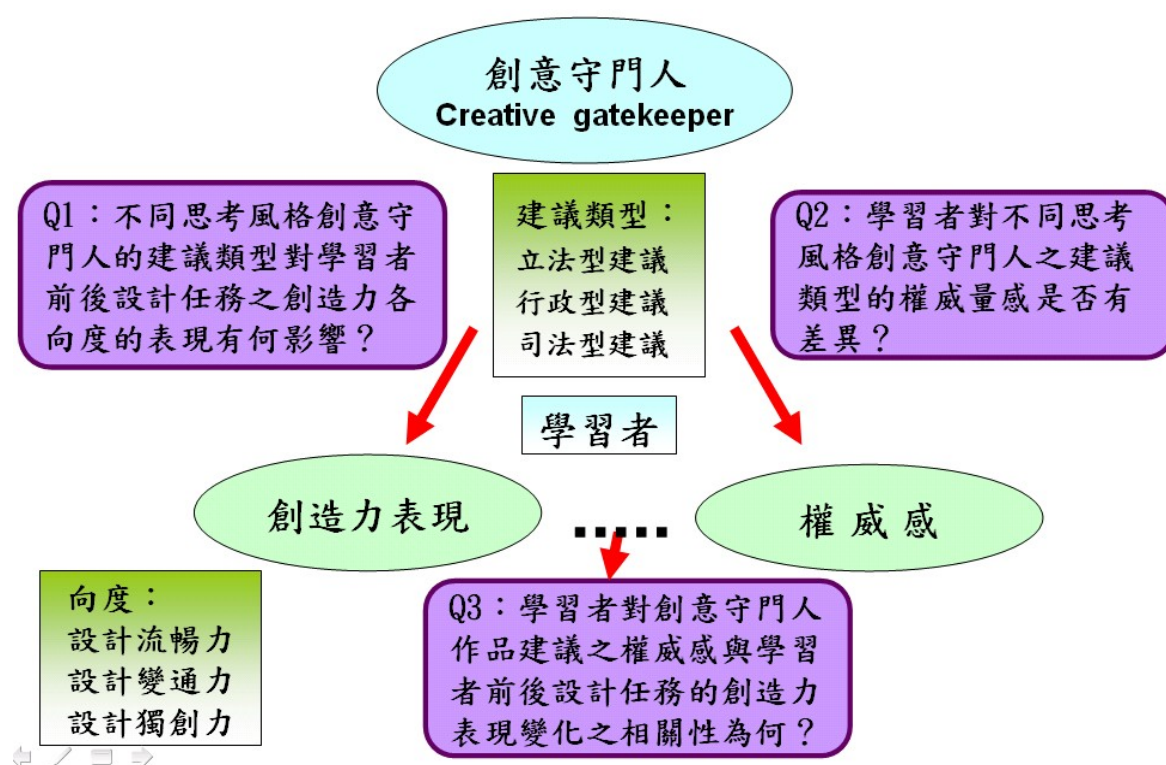 創意守門人
Creative gatekeeper
Q1：不同思考風格創意守
門人的建議類型對學習者
前後設計任務之創造力各
向度的表現有何影響？
建議類型：
立法型建議
行政型建議
司法型建議
Q2：學習者對不同思考
風格創意守門人之建議
類型的權威量感是否有
差異？
學習者
創造力表現
.....
權威感
向度：
設計流暢力
設計變通力
設計獨創力
Q3：學習者對創意守門人
作品建議之權威感與學習
者前後設計任務的創造力
表現變化之相關性為何？